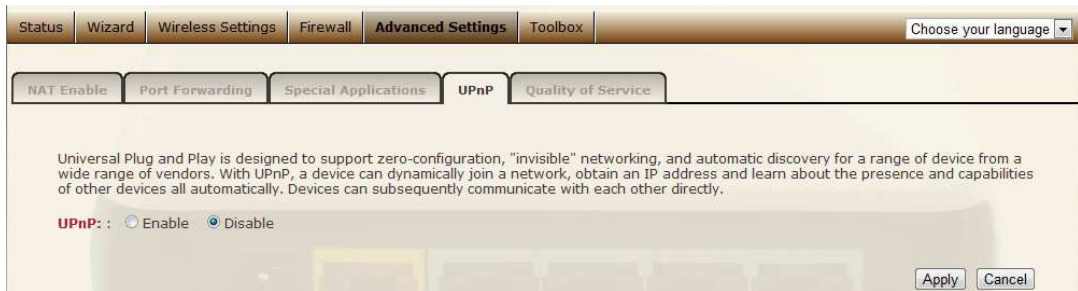 Status Wizard Wireless Settings Firewall Advanced Settings Toolbox Choose your language
NAT Enable Port Forwarding Special Applications UPnP Quality of Service
Universal Plug and Play is designed to support zero-configuration, "invisible" networking, and automatic discovery for a range of device from a
wide range of vendors. With UPnP, a device can dynamically join a network, obtain an IP address and learn about the presence and capabilities
of other devices all automatically. Devices can subsequently communicate with each other directly.
UPnP: : Enable Disable
Apply Cancel